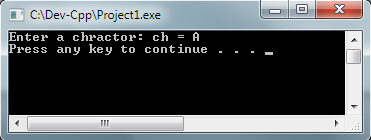 C:\Dev-Cpp\Project1.exe
Enter a chractor: ch = A
Press any key to continue . . . _